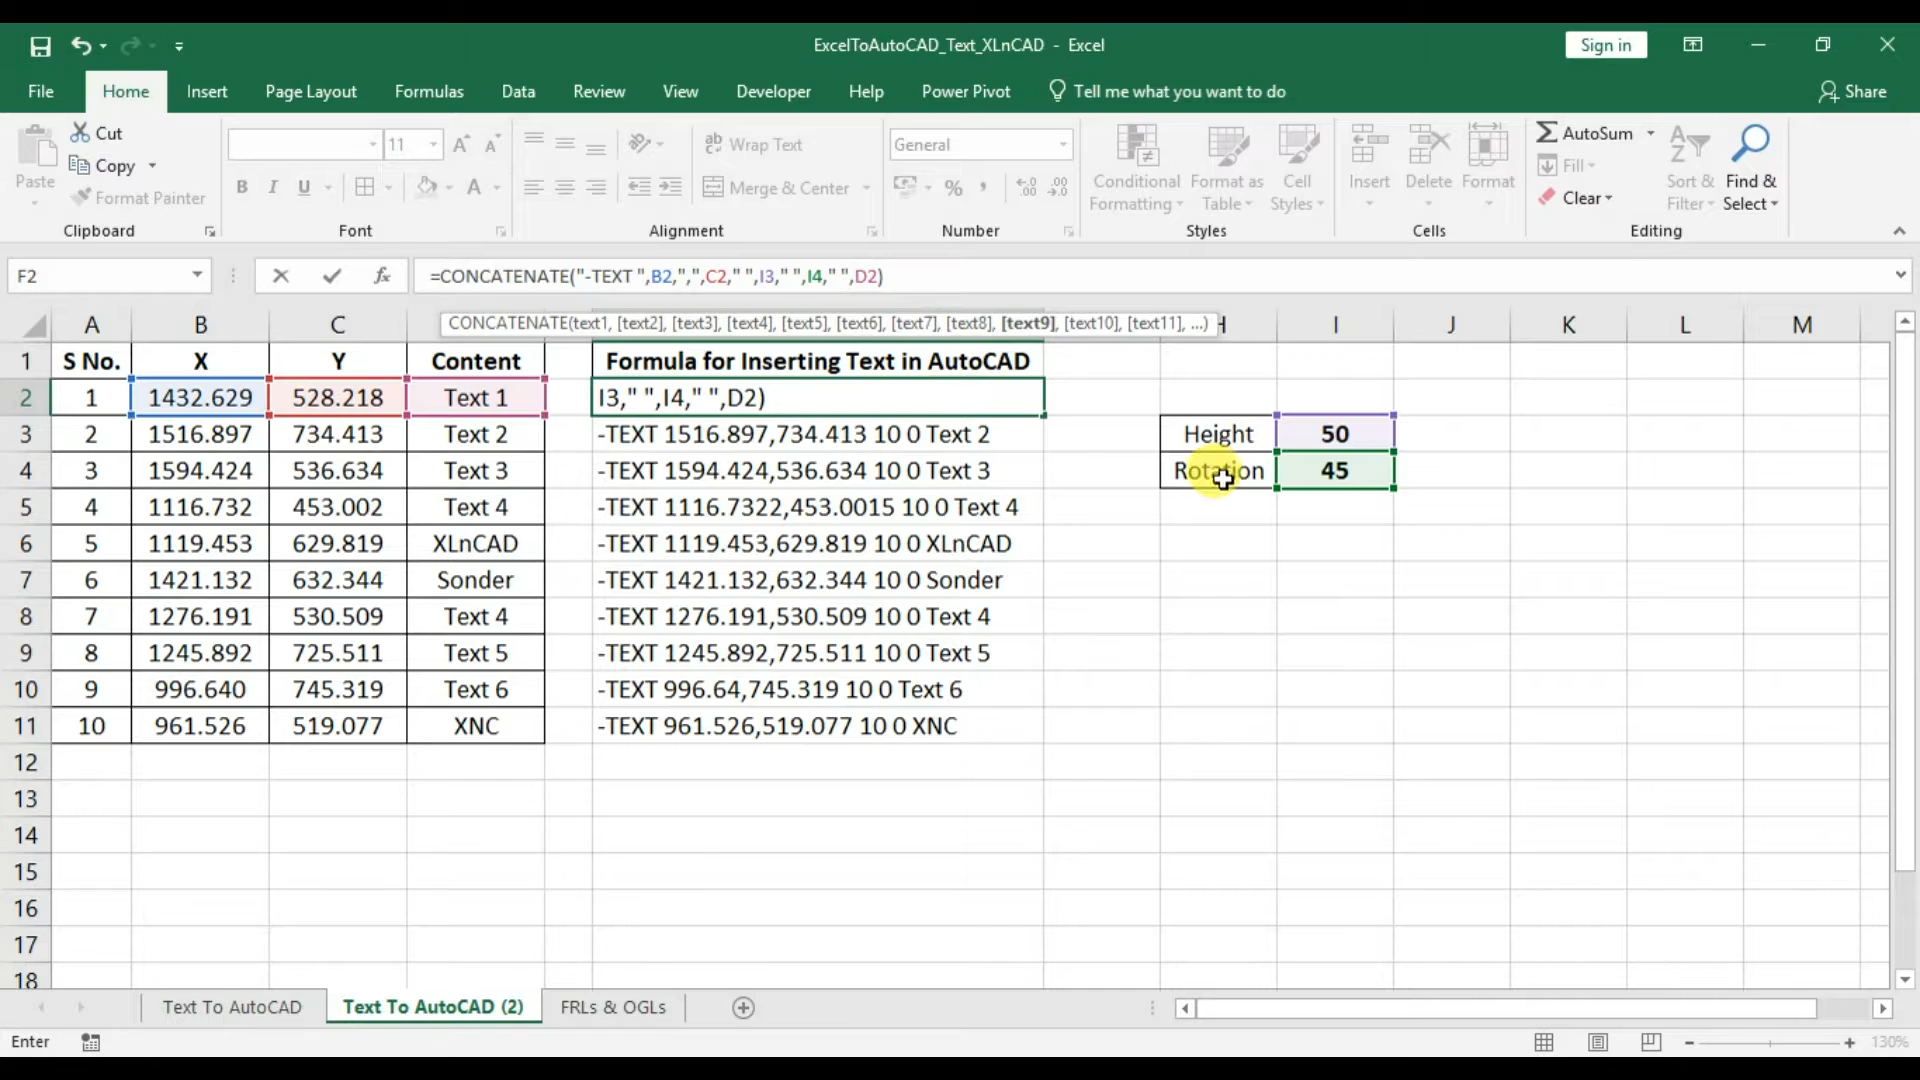 ExcelToAutoCAD_Text_XLnCAD - Excel
Sign in
File Home Insert Page Layout Formulas Data Review View Developer Help Power Pivot Tell me what you want to do Share
Paste
Cut
Copy
Format Painter
Clipboard
11
B I U
Font
Wrap Text
Merge & Center
Alignment
General
Number
Conditional Formatting
Format as Table
Cell Styles
Styles
Insert Delete Format
Cells
AutoSum
Fill
Clear
Sort & Filter
Find & Select
Editing
F2 fx =CONCATENATE("-TEXT ",B2,",",C2," ",I3," ",I4," ",D2)
CONCATENATE(text1, [text2], [text3], [text4], [text5], [text6], [text7], [text8], [text9], [text10], [text11], ...)
A B C H I J K L M
1 S No. X Y Content Formula for Inserting Text in AutoCAD
2 1 1432.629 528.218 Text 1 I3," ",I4," ",D2)
3 2 1516.897 734.413 Text 2 -TEXT 1516.897,734.413 10 0 Text 2 Height 50
4 3 1594.424 536.634 Text 3 -TEXT 1594.424,536.634 10 0 Text 3 Rotation 45
5 4 1116.732 453.002 Text 4 -TEXT 1116.7322,453.0015 10 0 Text 4
6 5 1119.453 629.819 XLnCAD -TEXT 1119.453,629.819 10 0 XLnCAD
7 6 1421.132 632.344 Sonder -TEXT 1421.132,632.344 10 0 Sonder
8 7 1276.191 530.509 Text 4 -TEXT 1276.191,530.509 10 0 Text 4
9 8 1245.892 725.511 Text 5 -TEXT 1245.892,725.511 10 0 Text 5
10 9 996.640 745.319 Text 6 -TEXT 996.64,745.319 10 0 Text 6
11 10 961.526 519.077 XNC -TEXT 961.526,519.077 10 0 XNC
12
13
14
15
16
17
18
Text To AutoCAD Text To AutoCAD (2) FRLs & OGLs
Enter 130%